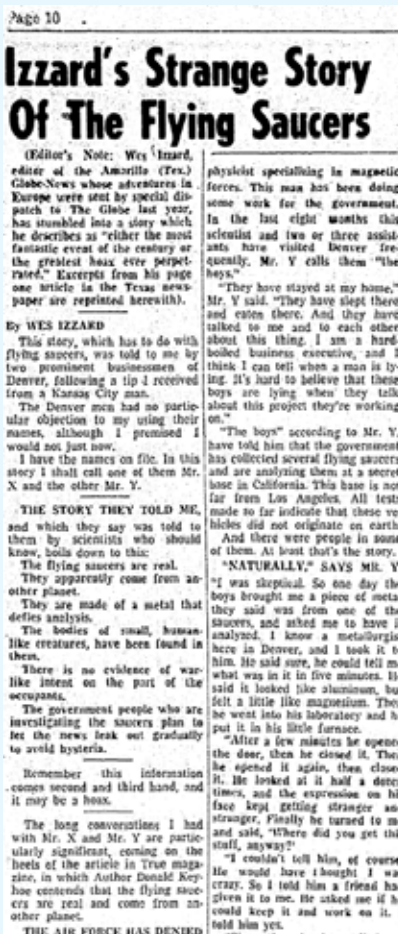 Page 10
Izzard's Strange Story
Of The Flying Saucers
(Editor's Note: Wes Izzard,
editor of the Amarillo (Tex.)
Globe-News whose adventures in
Europe were sent by special dis-
patch to The Globe last year,
has stumbled into a story which
he describes as "either the most
fantastic event of the century or
the greatest hoax ever perpet-
rated." Excerpts from his page
one article in the Texas news-
paper are reprinted herewith).
By WES IZZARD
This story, which has to do with
flying saucers, was told to me by
two prominent businessmen of
Denver, following a tip I received
from a Kansas City man.
The Denver men had no partic-
ular objection to my using their
names, although I promised I
would not just now.
I have the names on file. In this
story I shall call one of them Mr.
X and the other Mr. Y.
THE STORY THEY TOLD ME,
and which they say was told to
them by scientists who should
know, boils down to this:
The flying saucers are real.
They apparently come from an-
other planet.
They are made of a metal that
defies analysis.
The bodies of small, human-
like creatures, have been found in
them.
There is no evidence of war-
like intent on the part of the
occupants.
The government people who are
investigating the saucers plan to
let the news leak out gradually
to avoid hysteria.
Remember this information
comes second and third hand, and
it may be a hoax.
The long conversations I had
with Mr. X and Mr. Y are partic-
ularly significant, coming on the
heels of the article in True maga-
zine, in which Author Donald Key-
hoe contends that the flying sauc-
ers are real and come from an-
other planet.
THE AIR FORCE HAS DENIED
physicist specializing in magnetic
forces. This man has been doing
some work for the government.
In the last eight months this
scientist and two or three assist-
ants have visited Denver fre-
quently. Mr. Y calls them "the
boys."
"They have stayed at my home,"
Mr. Y said. "They have slept there
and eaten there. And they have
talked to me and to each other
about this thing. I am a hard-
boiled business executive, and I
think I can tell when a man is ly-
ing. It's hard to believe that these
boys are lying when they talk
about this project they're working
on."
"The boys" according to Mr. Y,
have told him that the government
has collected several flying saucers
and are analyzing them at a secret
base in California. This base is not
far from Los Angeles. All tests
made so far indicate that these ve-
hicles did not originate on earth
And there were people in some
of them. At least that's the story.
"NATURALLY," SAYS MR. Y
"I was skeptical. So one day the
boys brought me a piece of metal
they said was from one of the
saucers, and asked me to have i
analyzed. I know a metallurgis
here in Denver, and I took it t
him. He said sure, he could tell m
what was in it in five minutes. H
said it looked like aluminum, bu
felt a little like magnesium. The
he went into his laboratory and h
put it in his little furnace.
"After a few minutes he opene
the door, then he closed it. The
he opened it again, then close
it. He looked at it half a doze
times, and the expression on hi
face kept getting stranger an
stranger. Finally he turned to m
and said, 'Where did you get thi
stuff, anyway?'
"I couldn't tell him, of course
He would have thought I wa
crazy. So I told him a friend ha
given it to me. He asked me if h
could keep it and work on it.
told him yes.